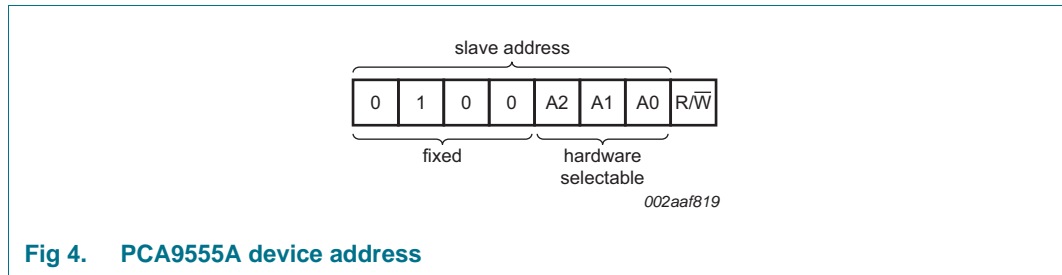 slave address
0 1 0 0 A2 A1 A0 R/W̅
fixed
hardware
selectable
002aaf819
Fig 4. PCA9555A device address